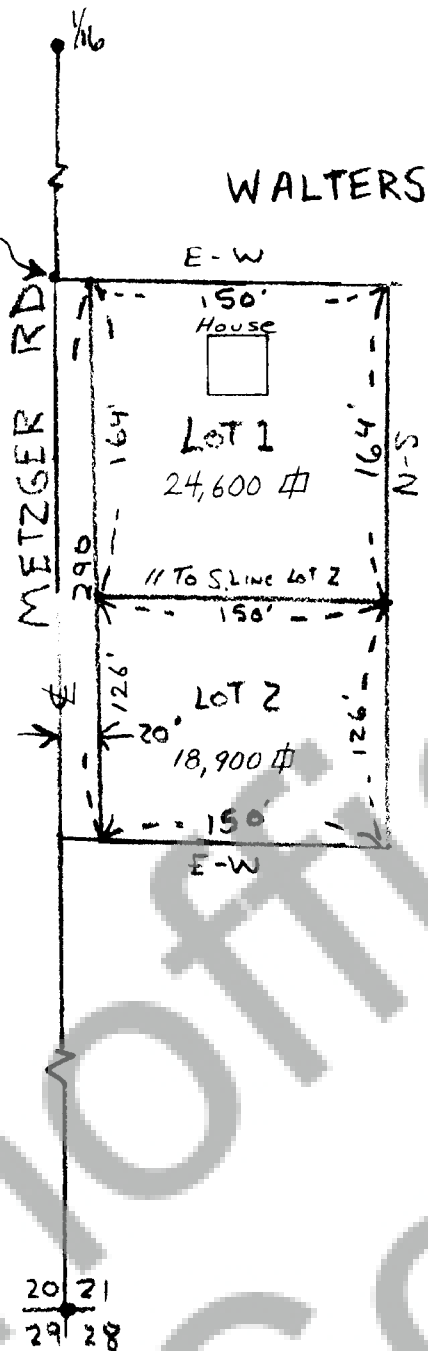 1/16
WALTERS
E-W
150'
House
METZGER RD
164'
LOT 1
164'
N-S
24,600 ⌗
290
// TO S. LINE LOT 2
150'
℄
126'
LOT 2
20'
126'
18,900 ⌗
150'
E-W
20 21
29 28